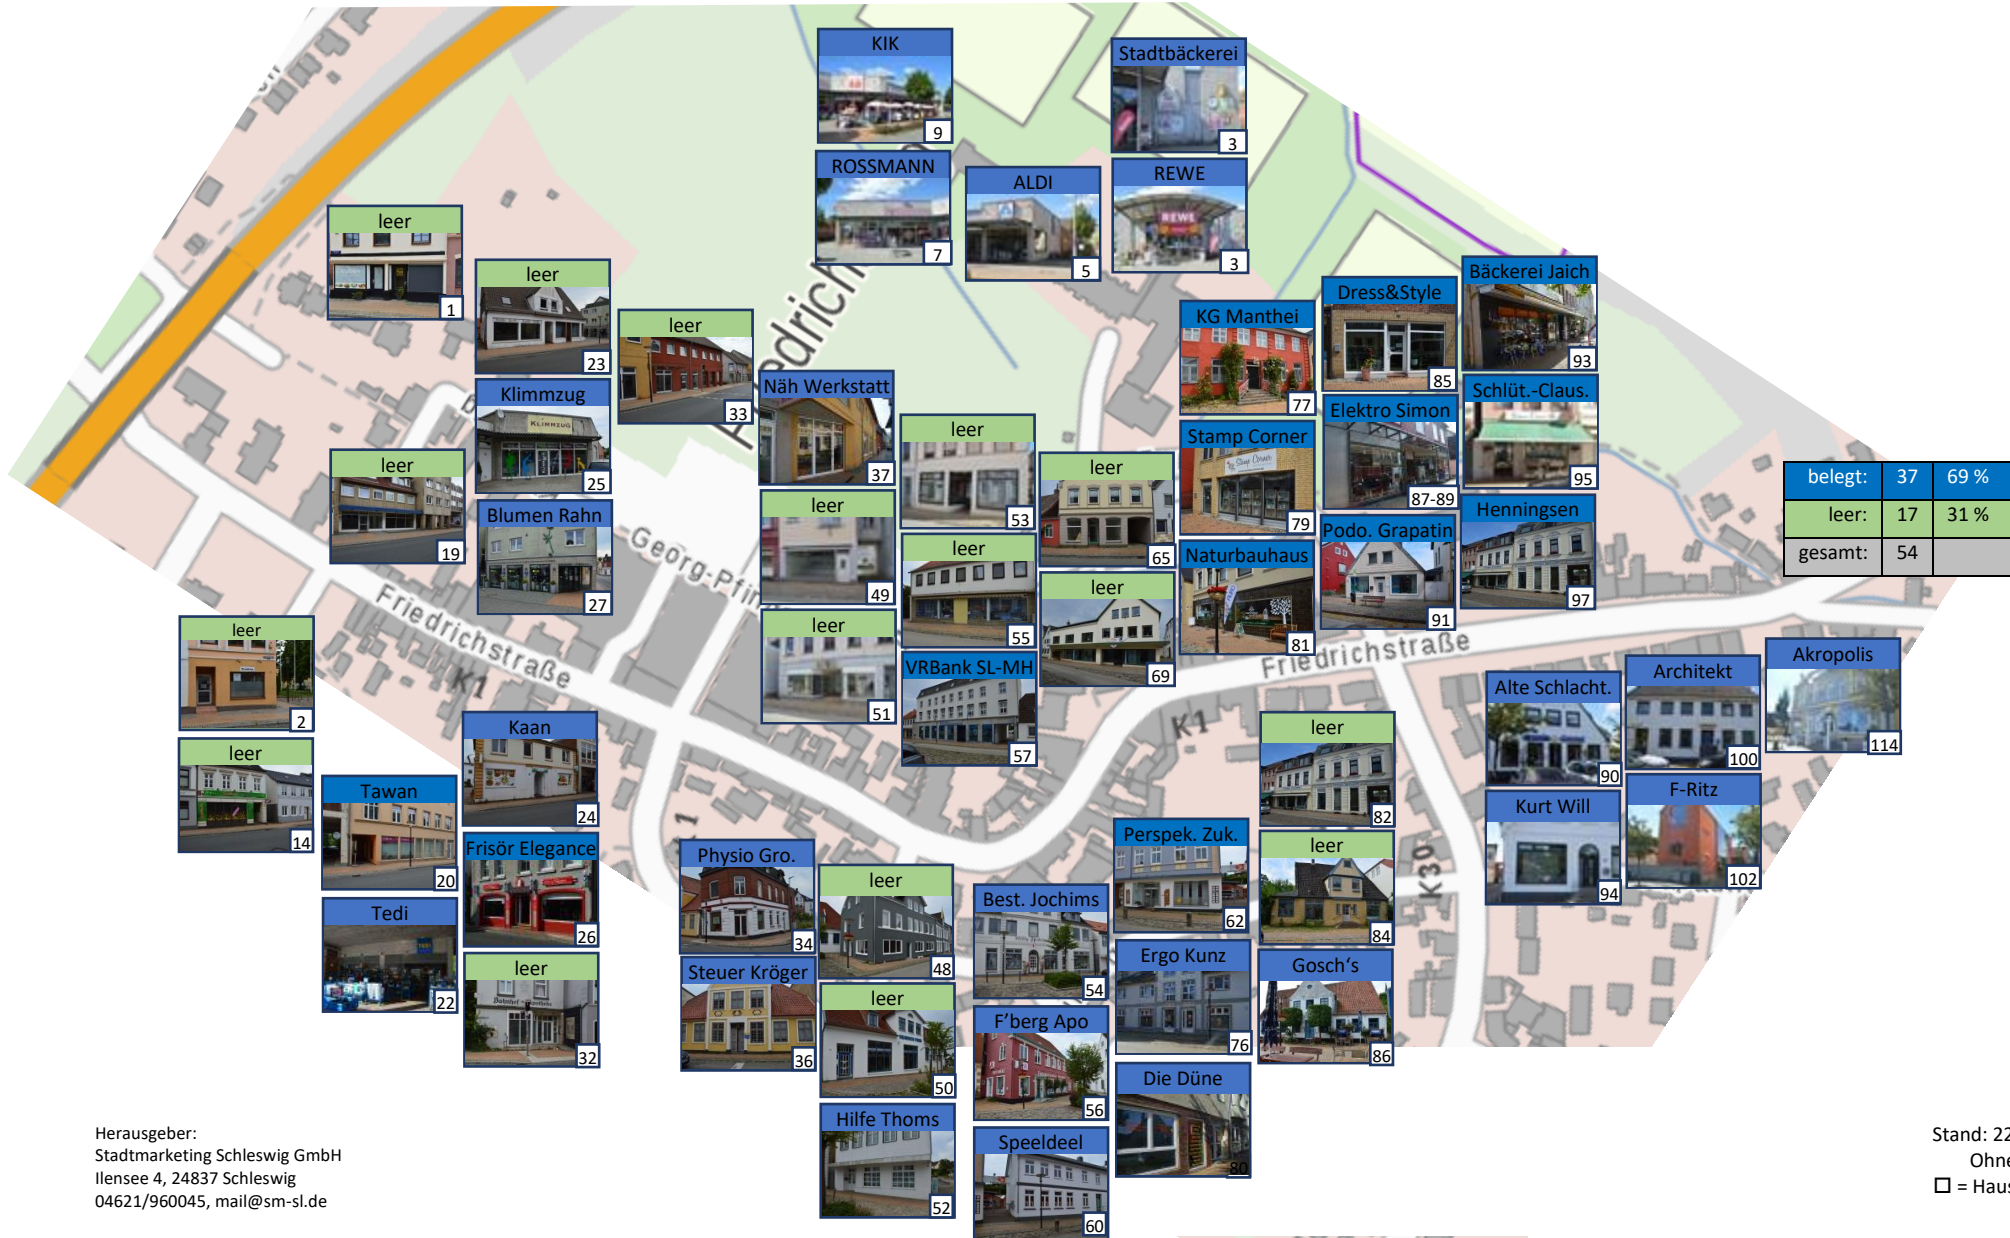 KIK
9
Stadtbäckerei
3
ROSSMANN
7
ALDI
5
REWE
REWE
3
leer
1
leer
23
leer
33
Klimmzug
KLIMMZUG
25
leer
19
Blumen Rahn
27
Näh Werkstatt
37
leer
49
leer
51
leer
53
leer
55
VRBank SL-MH
57
leer
65
leer
69
KG Manthei
77
Stamp Corner
Stamp Corner
79
Naturbauhaus
81
Dress&Style
85
Elektro Simon
87-89
Podo. Grapatin
91
Bäckerei Jaich
93
Schlüt.-Claus.
95
Henningsen
97
belegt: 37 69 %
leer: 17 31 %
gesamt: 54
Friedrichstraße
K1
Friedrichstraße
K1
K30
leer
2
leer
14
Tawan
20
Tedi
22
Kaan
24
Frisör Elegance
26
leer
32
Physio Gro.
34
Steuer Kröger
36
leer
48
leer
50
Hilfe Thoms
52
Best. Jochims
54
F'berg Apo
56
Speeldeel
60
Perspek. Zuk.
62
Ergo Kunz
76
Die Düne
80
leer
82
leer
84
Gosch's
86
Alte Schlacht.
90
Kurt Will
94
Architekt
100
F-Ritz
102
Akropolis
114
Herausgeber:
Stadtmarketing Schleswig GmbH
Ilensee 4, 24837 Schleswig
04621/960045, mail@sm-sl.de
Stand: 22
Ohne
= Haus